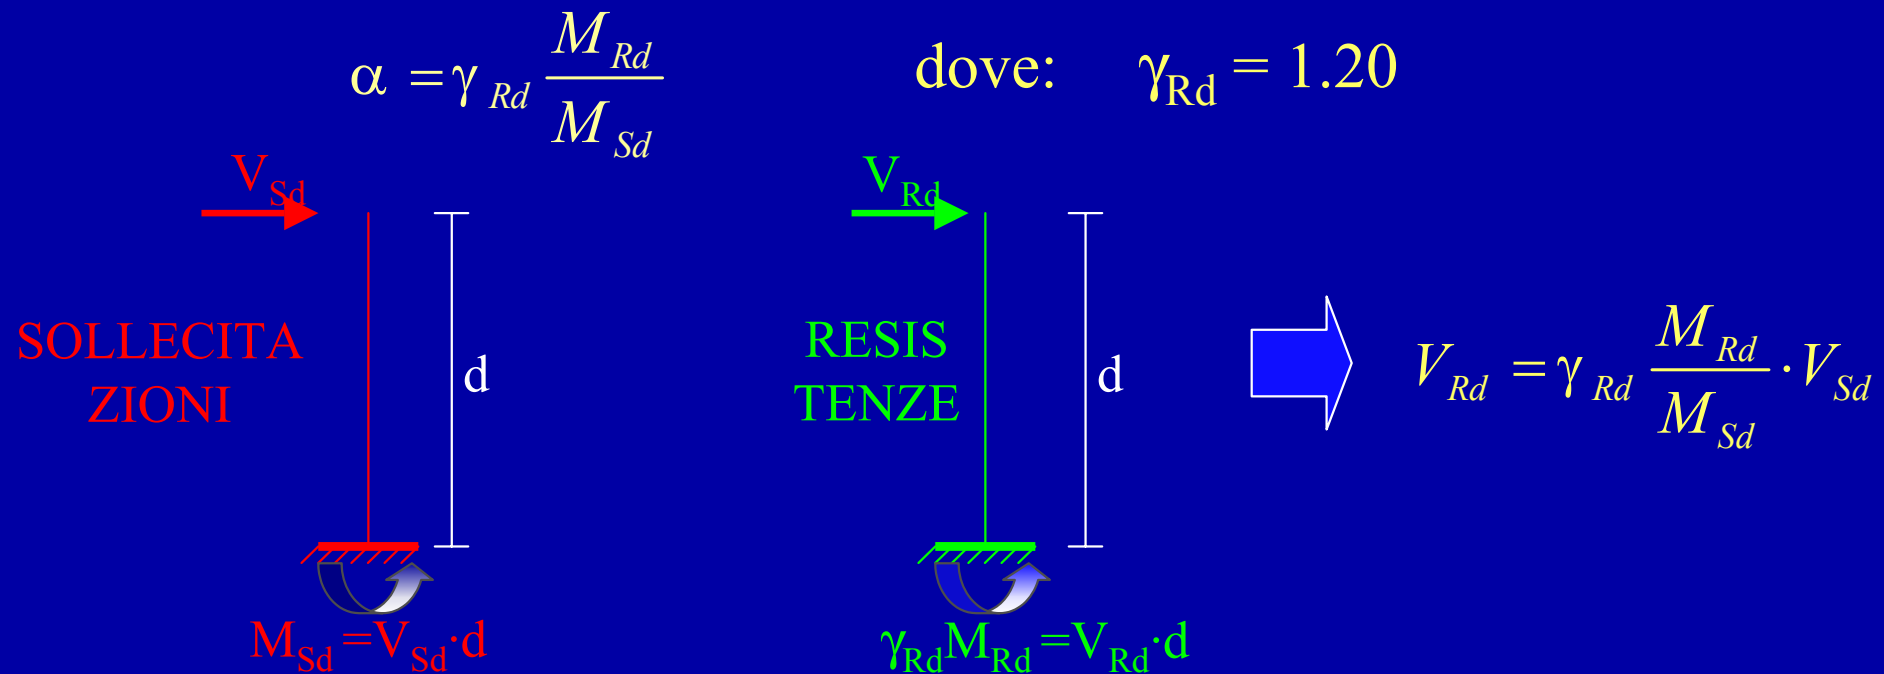 α = γ Rd M Rd / M Sd
dove: γRd = 1.20
VSd
VRd
SOLLECITA
ZIONI
d
RESIS
TENZE
d
V Rd = γ Rd M Rd / M Sd · V Sd
MSd=VSd·d
γRdMRd=VRd·d